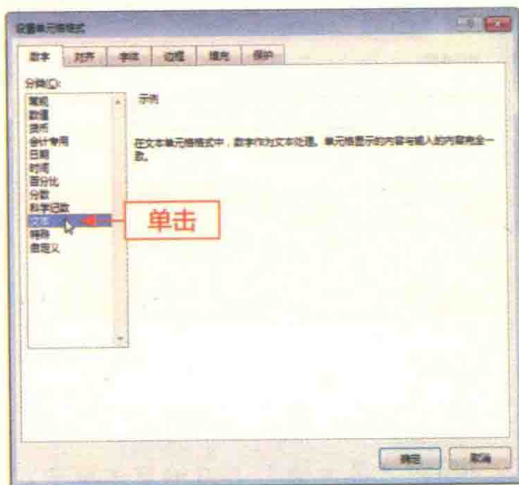 设置单元格格式
数字 对齐 字体 边框 填充 保护
分类(C):
常规
数值
货币
会计专用
日期
时间
百分比
分数
科学记数
文本
特殊
自定义
示例
在文本单元格格式中，数字作为文本处理。单元格显示的内容与输入的内容完全一
致。
单击
确定 取消